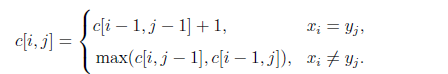 c[i, j] = { c[i − 1, j − 1] + 1, x_i = y_j,
max(c[i, j − 1], c[i − 1, j]), x_i ≠ y_j.